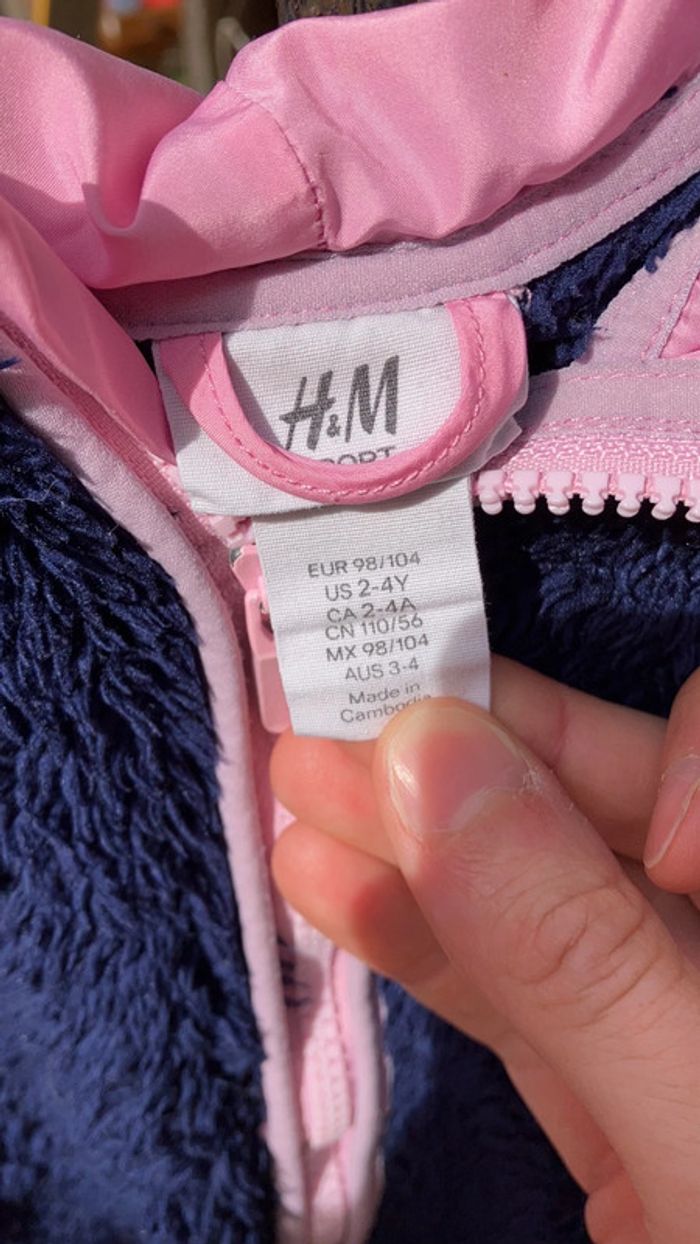 H&M
EUR 98/104
US 2-4Y
CA 2-4A
CN 110/56
MX 98/104
AUS 3-4
Made in
Cambodia